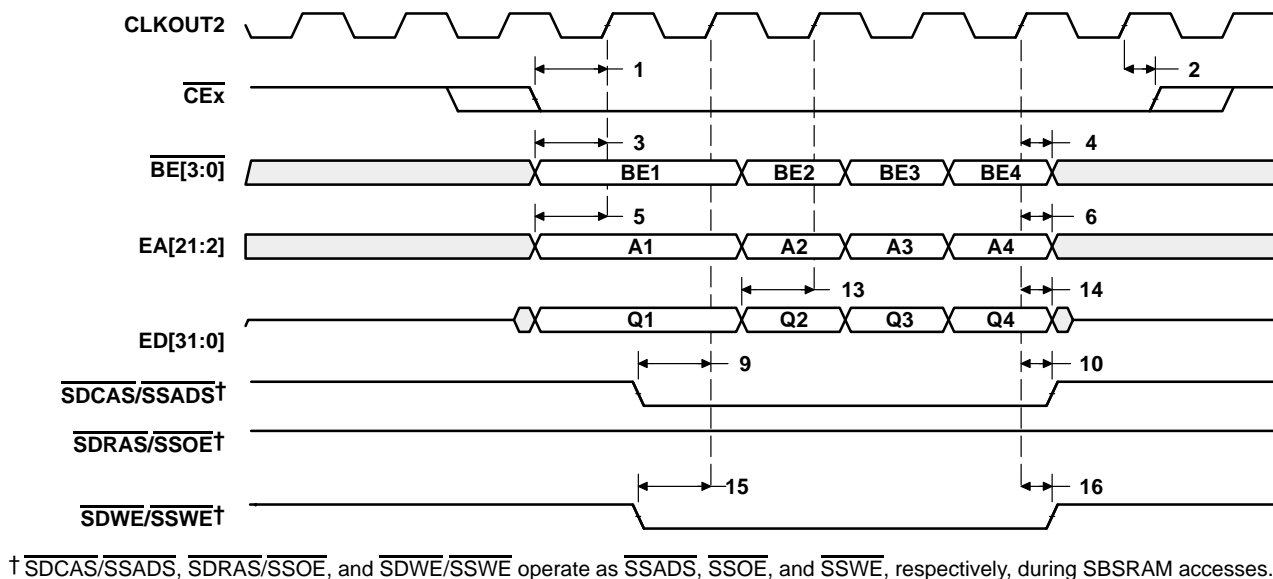 CLKOUT2
1
2
CEx
3
4
BE[3:0]
BE1 BE2 BE3 BE4
5
6
EA[21:2]
A1 A2 A3 A4
13
14
Q1 Q2 Q3 Q4
ED[31:0]
9
10
SDCAS/SSADS†
SDRAS/SSOE†
15
16
SDWE/SSWE†
† SDCAS/SSADS, SDRAS/SSOE, and SDWE/SSWE operate as SSADS, SSOE, and SSWE, respectively, during SBSRAM accesses.